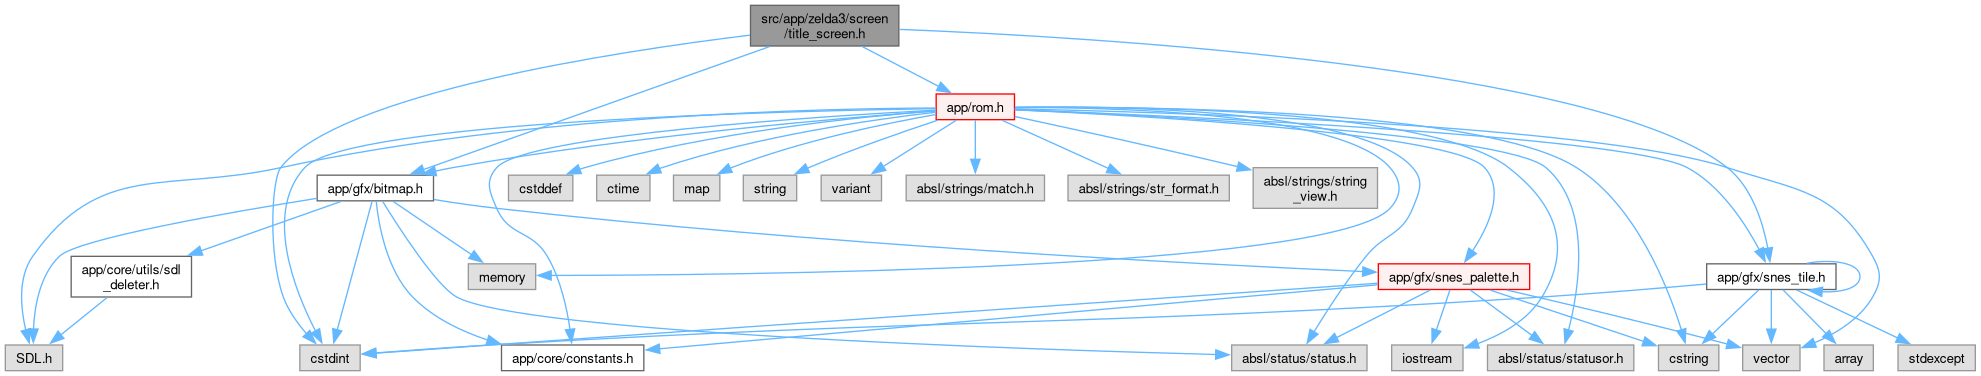 src/app/zelda3/screen
/title_screen.h
app/rom.h
app/gfx/bitmap.h
cstddef
ctime
map
string
variant
absl/strings/match.h
absl/strings/str_format.h
absl/strings/string
_view.h
app/core/utils/sdl
_deleter.h
memory
app/gfx/snes_palette.h
app/gfx/snes_tile.h
SDL.h
cstdint
app/core/constants.h
absl/status/status.h
iostream
absl/status/statusor.h
cstring
vector
array
stdexcept